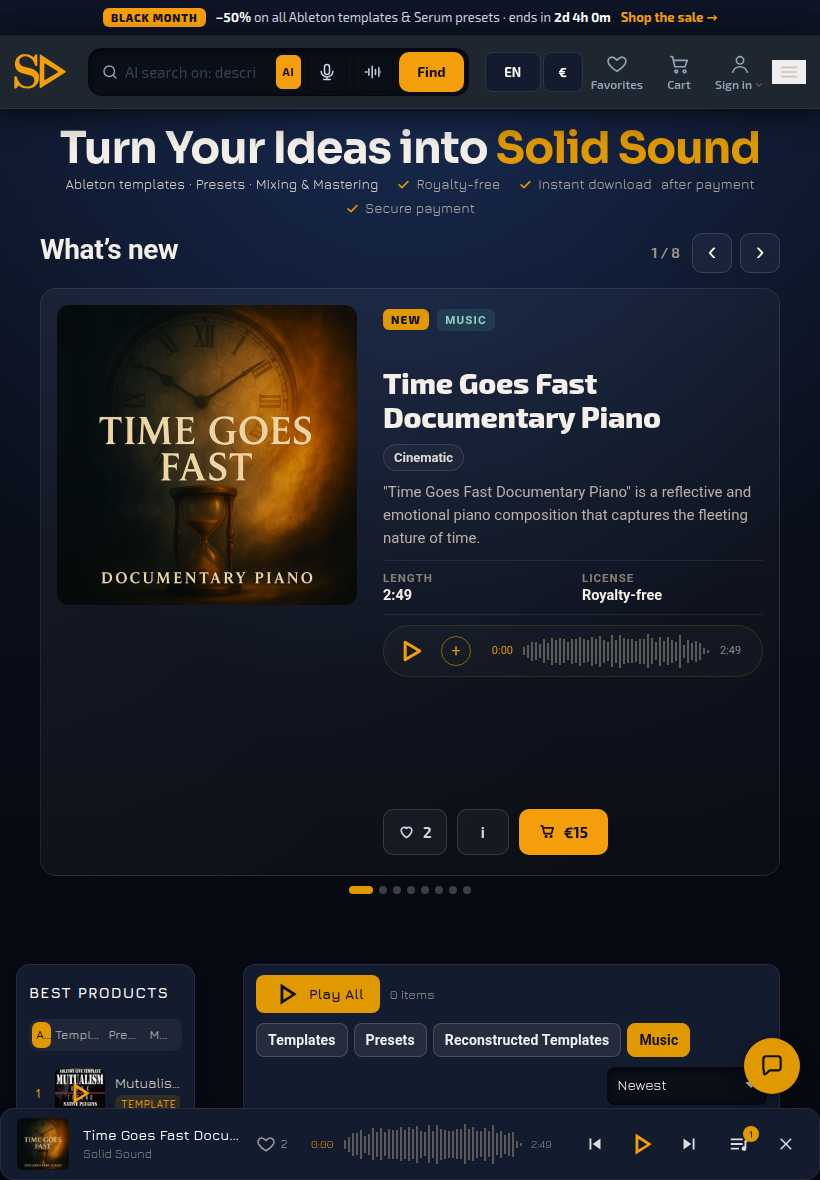 BLACK MONTH −50% on all Ableton templates & Serum presets · ends in 2d 4h 0m Shop the sale →
AI search on: descri AI Find EN €
Favorites Cart Sign in
Turn Your Ideas into Solid Sound
Ableton templates · Presets · Mixing & Mastering Royalty-free Instant download after payment
Secure payment
What's new
1 / 8
NEW MUSIC
TIME GOES
FAST
DOCUMENTARY PIANO
Time Goes Fast
Documentary Piano
Cinematic
"Time Goes Fast Documentary Piano" is a reflective and
emotional piano composition that captures the fleeting
nature of time.
LENGTH LICENSE
2:49 Royalty-free
0:00 2:49
2 i €15
BEST PRODUCTS
A... Templ... Pre... M...
1 MUTUALISM Mutualis...
TEMPLATE
Play All 0 items
Templates Presets Reconstructed Templates Music
Newest
TIME GOES
FAST
Time Goes Fast Docu...
Solid Sound
2 0:00 2:49 1